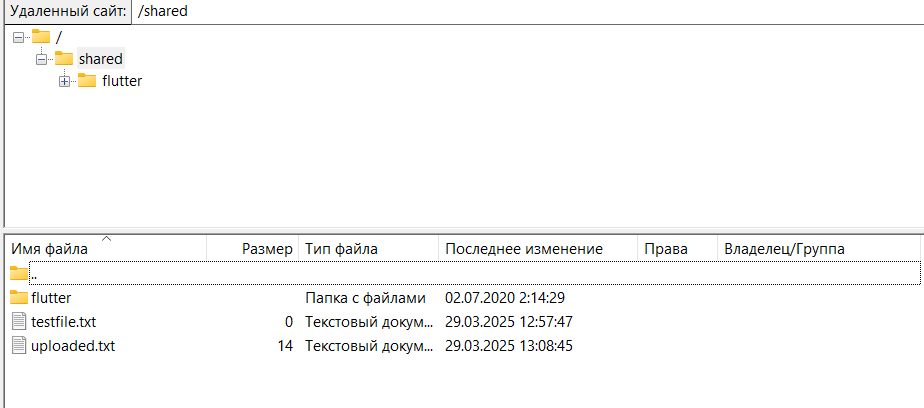 Удаленный сайт: /shared
/
shared
flutter
Имя файла Размер Тип файла Последнее изменение Права Владелец/Группа
..
flutter Папка с файлами 02.07.2020 2:14:29
testfile.txt 0 Текстовый докум... 29.03.2025 12:57:47
uploaded.txt 14 Текстовый докум... 29.03.2025 13:08:45